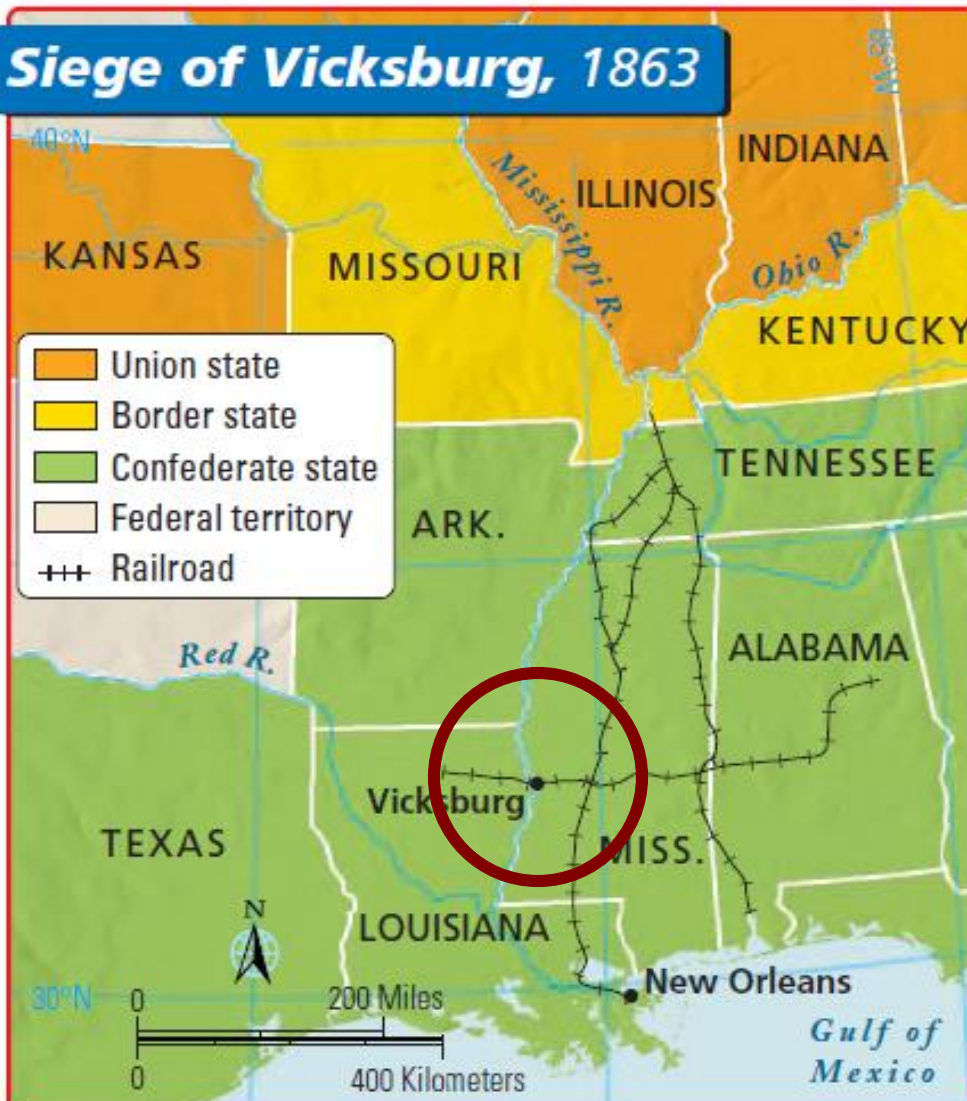 Siege of Vicksburg, 1863
40°N
80°W
INDIANA
ILLINOIS
Mississippi R.
KANSAS
MISSOURI
Ohio R.
KENTUCKY
Union state
Border state
Confederate state
Federal territory
Railroad
TENNESSEE
ARK.
Red R.
ALABAMA
Vicksburg
TEXAS
MISS.
N
LOUISIANA
30°N
0
200 Miles
0
400 Kilometers
New Orleans
Gulf of
Mexico